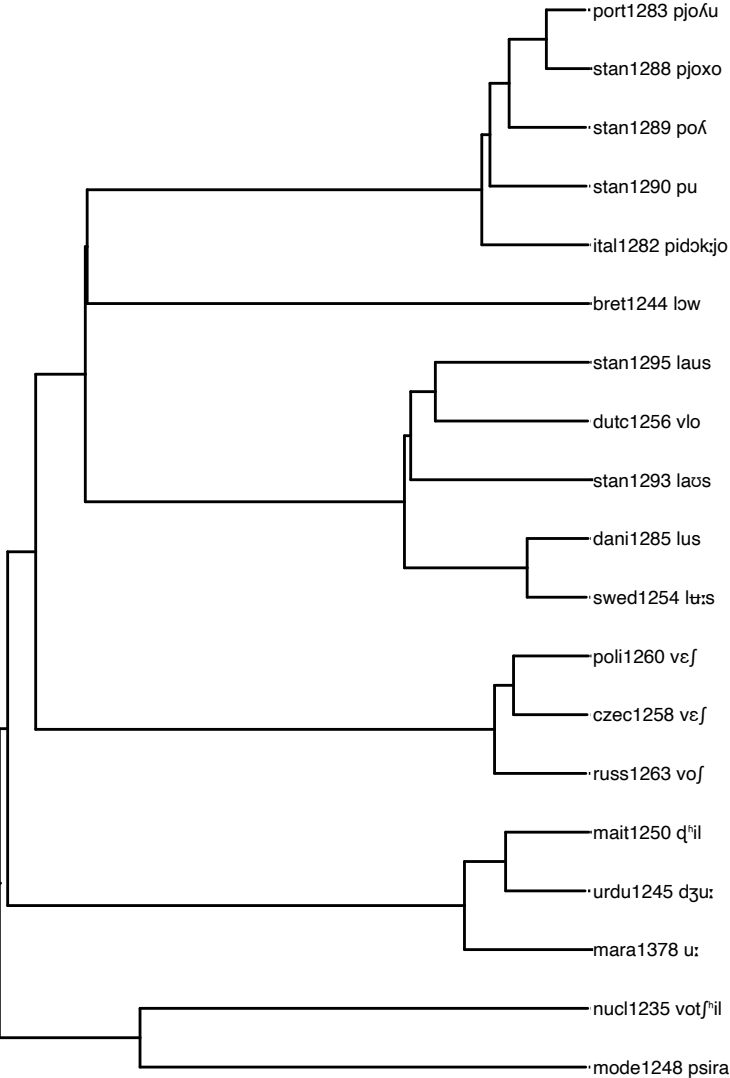 port1283 pjoʎu
stan1288 pjoxo
stan1289 poʎ
stan1290 pu
ital1282 pidɔkːjo
bret1244 lɔw
stan1295 laus
dutc1256 vlo
stan1293 laʊs
dani1285 lus
swed1254 lʉːs
poli1260 vɛʃ
czec1258 vɛʃ
russ1263 voʃ
mait1250 ɖʰil
urdu1245 dʒuː
mara1378 uː
nucl1235 votʃʰil
mode1248 psira